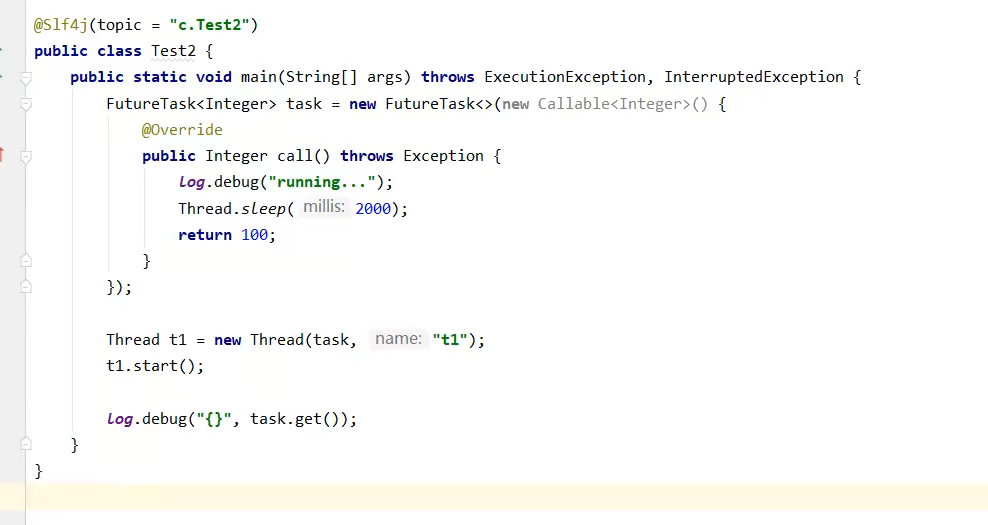 @Slf4j(topic = "c.Test2")
public class Test2 {
public static void main(String[] args) throws ExecutionException, InterruptedException {
FutureTask<Integer> task = new FutureTask<>(new Callable<Integer>() {
@Override
public Integer call() throws Exception {
log.debug("running...");
Thread.sleep( millis: 2000);
return 100;
}
});
Thread t1 = new Thread(task, name: "t1");
t1.start();
log.debug("{}", task.get());
}
}